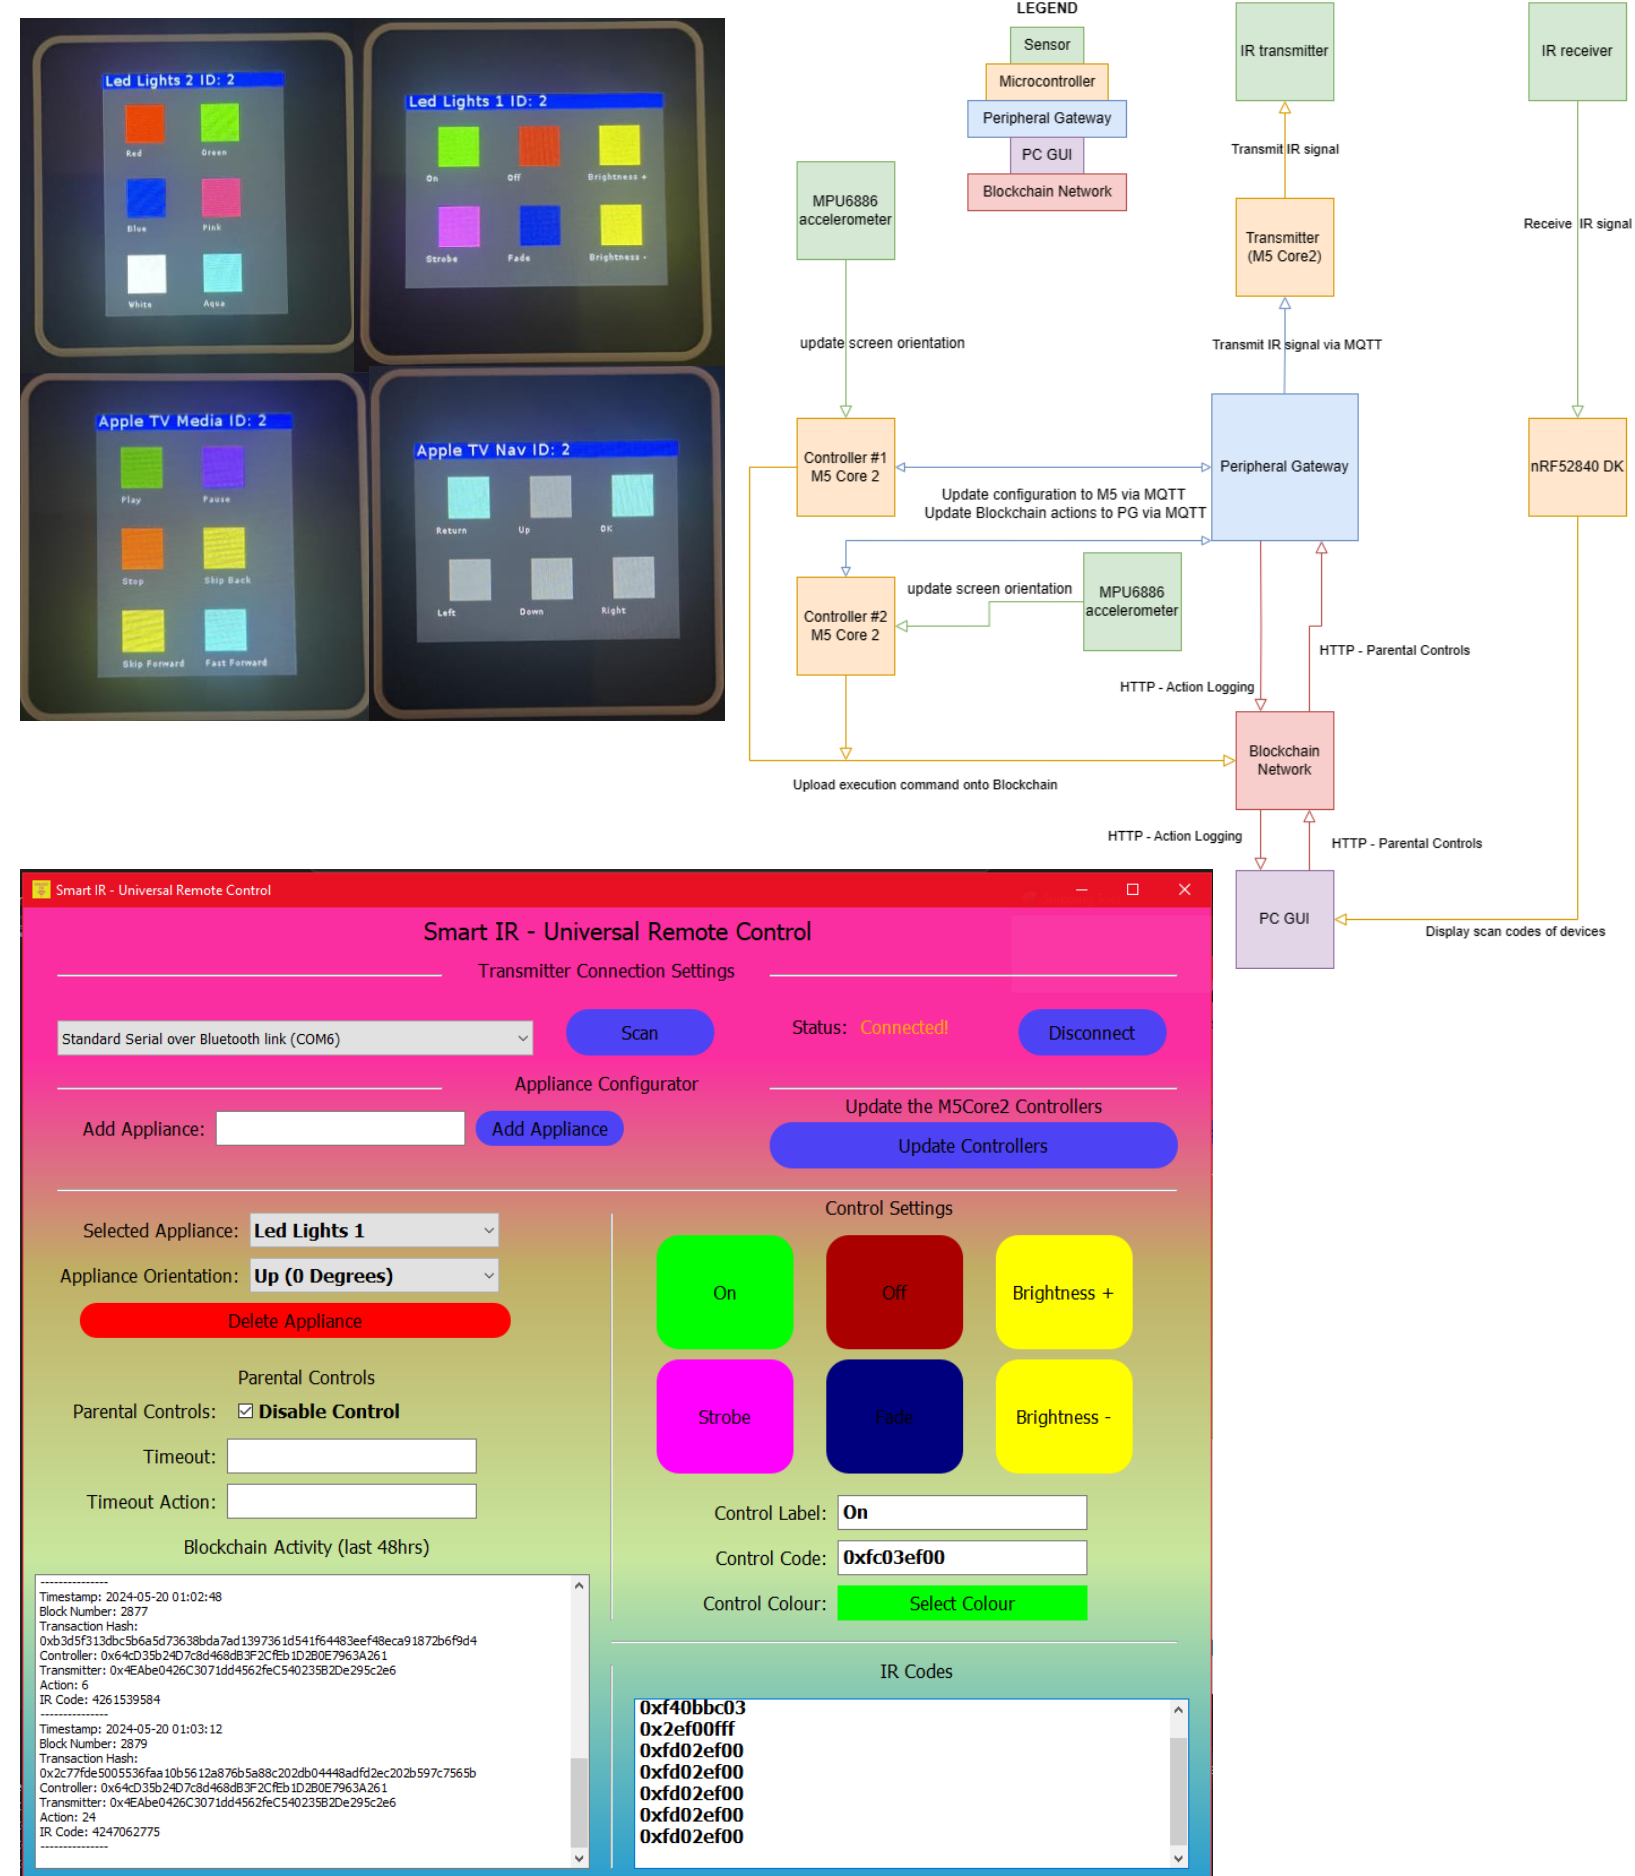 Led Lights 2 ID: 2
Red
Green
Blue
Pink
White
Aqua
Led Lights 1 ID: 2
On
Off
Brightness +
Strobe
Fade
Brightness -
Apple TV Media ID: 2
Play
Pause
Stop
Skip Back
Skip Forward
Fast Forward
Apple TV Nav ID: 2
Return
Up
OK
Left
Down
Right
LEGEND
Sensor
Microcontroller
Peripheral Gateway
PC GUI
Blockchain Network
IR transmitter
IR receiver
Transmit IR signal
MPU6886
accelerometer
Transmitter
(M5 Core2)
Receive IR signal
update screen orientation
Transmit IR signal via MQTT
Controller #1
M5 Core 2
Peripheral Gateway
nRF52840 DK
Update configuration to M5 via MQTT
Update Blockchain actions to PG via MQTT
update screen orientation
MPU6886
accelerometer
Controller #2
M5 Core 2
HTTP - Parental Controls
HTTP - Action Logging
Blockchain
Network
Upload execution command onto Blockchain
HTTP - Action Logging
HTTP - Parental Controls
PC GUI
Display scan codes of devices
Smart IR - Universal Remote Control
Smart IR - Universal Remote Control
Transmitter Connection Settings
Standard Serial over Bluetooth link (COM6)
Scan
Status: Connected!
Disconnect
Appliance Configurator
Add Appliance:
Add Appliance
Update the M5Core2 Controllers
Update Controllers
Selected Appliance: Led Lights 1
Appliance Orientation: Up (0 Degrees)
Delete Appliance
Parental Controls
Parental Controls: Disable Control
Timeout:
Timeout Action:
Blockchain Activity (last 48hrs)
---------------
Timestamp: 2024-05-20 01:02:48
Block Number: 2877
Transaction Hash:
0xb3d5f313dbc5b6a5d73638bda7ad1397361d541f64483eef48eca91872b6f9d4
Controller: 0x64cD35b24D7c8d468dB3F2CfEb1D2B0E7963A261
Transmitter: 0x4EAbe0426C3071dd4562feC540235B2De295c2e6
Action: 6
IR Code: 4261539584
---------------
Timestamp: 2024-05-20 01:03:12
Block Number: 2879
Transaction Hash:
0x2c77fde5005536faa10b5612a876b5a88c202db04448adfd2ec202b597c7565b
Controller: 0x64cD35b24D7c8d468dB3F2CfEb1D2B0E7963A261
Transmitter: 0x4EAbe0426C3071dd4562feC540235B2De295c2e6
Action: 24
IR Code: 4247062775
---------------
Control Settings
On
Off
Brightness +
Strobe
Fade
Brightness -
Control Label: On
Control Code: 0xfc03ef00
Control Colour: Select Colour
IR Codes
0xf40bbc03
0x2ef00fff
0xfd02ef00
0xfd02ef00
0xfd02ef00
0xfd02ef00
0xfd02ef00